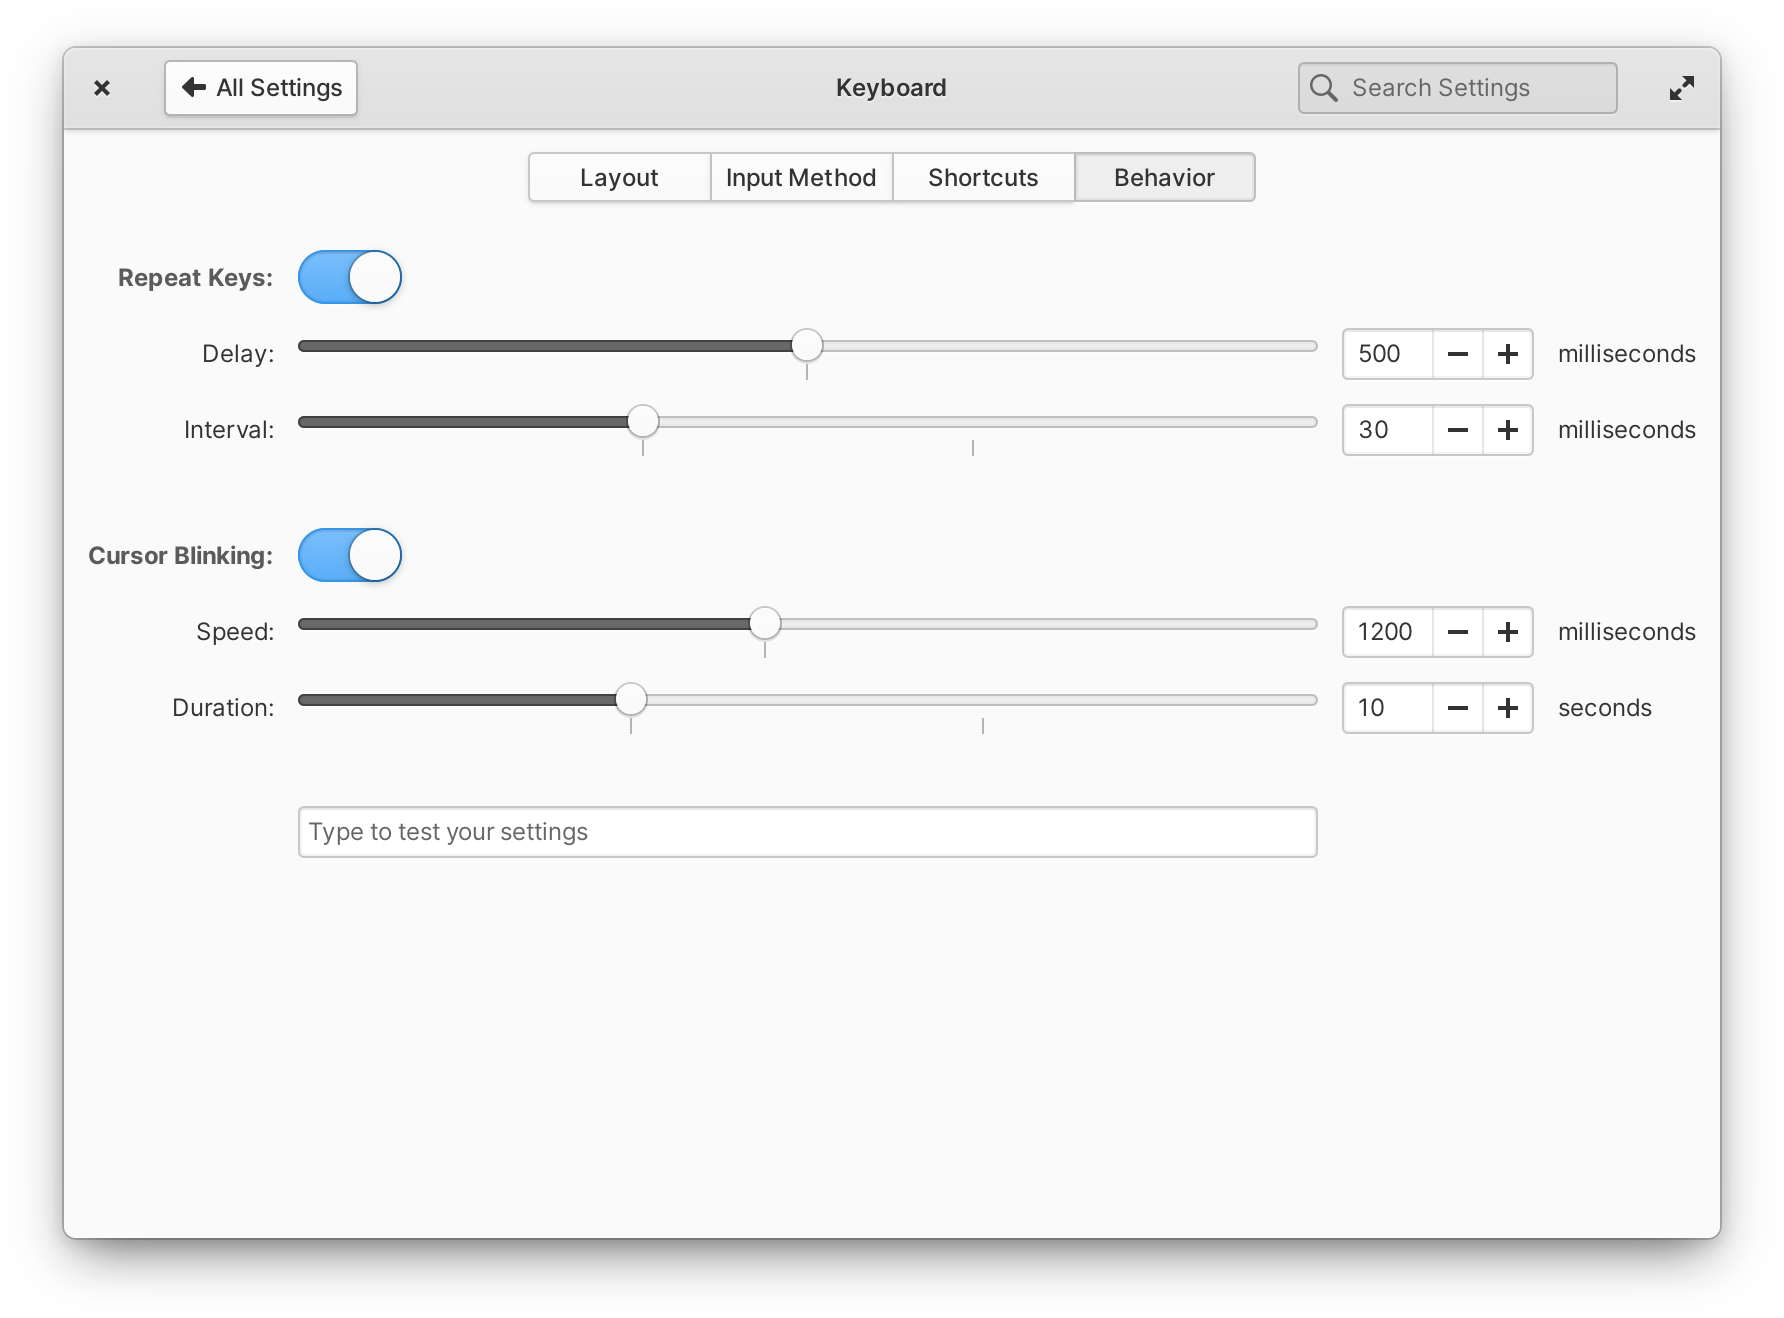 All Settings
Keyboard
Search Settings
Layout
Input Method
Shortcuts
Behavior
Repeat Keys:
Delay:
500
milliseconds
Interval:
30
milliseconds
Cursor Blinking:
Speed:
1200
milliseconds
Duration:
10
seconds
Type to test your settings